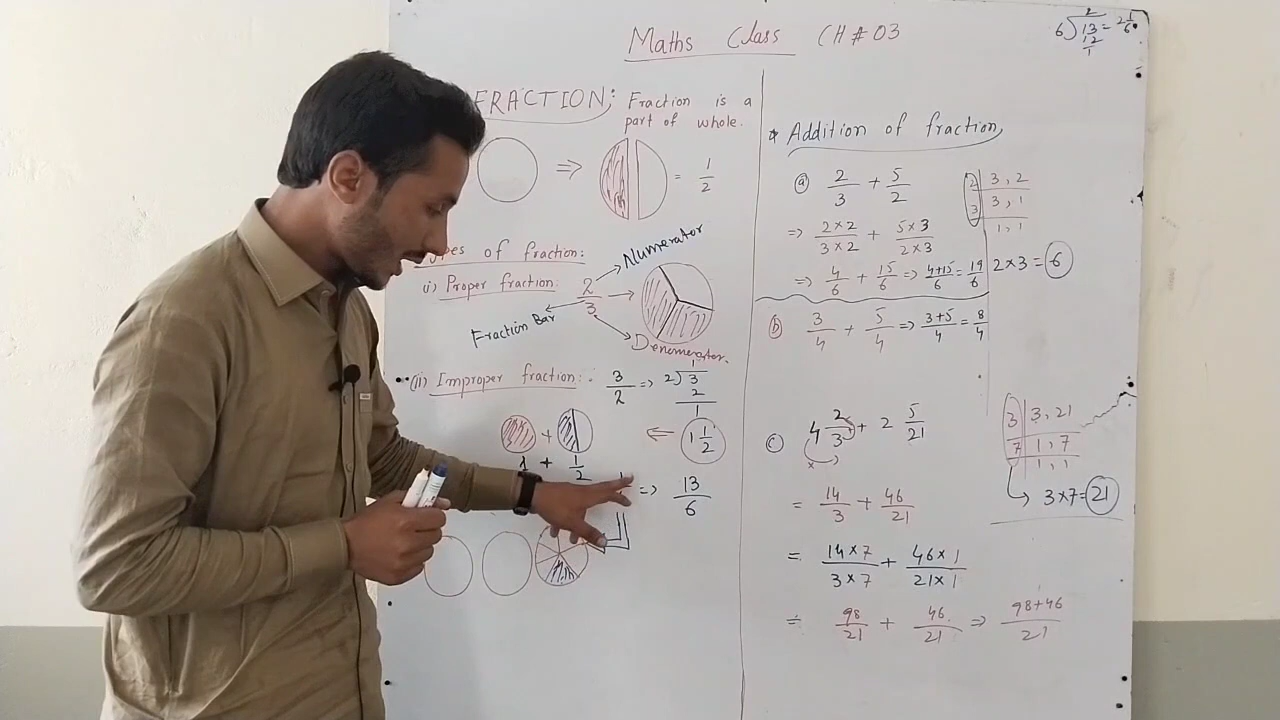 Maths Class CH # 03
FRACTION: Fraction is a
part of whole.
⇒ = 1/2
Types of fraction:
(i) Proper fraction.
Numerator
2/3
Fraction Bar
Denomerator.
(ii) Improper fraction: 3/2 ⇒ 2)3
1
2
1
⇐ 1 1/2
+
1 + 1/2
⇒ 13/6
6)13 = 2 1/6
2
12
1
* Addition of fraction,
(a) 2/3 + 5/2
2 | 3, 2
3 | 3, 1
1, 1
⇒ 2×2/3×2 + 5×3/2×3
⇒ 4/6 + 15/6 ⇒ 4+15/6 = 19/6
2×3 = 6
(b) 3/4 + 5/4 ⇒ 3+5/4 = 8/4
(c) 4 2/3 + 2 5/21
3 | 3, 21
7 | 1, 7
1, 1
3×7 = 21
= 14/3 + 46/21
= 14×7/3×7 + 46×1/21×1
= 98/21 + 46/21 ⇒ 98+46/21